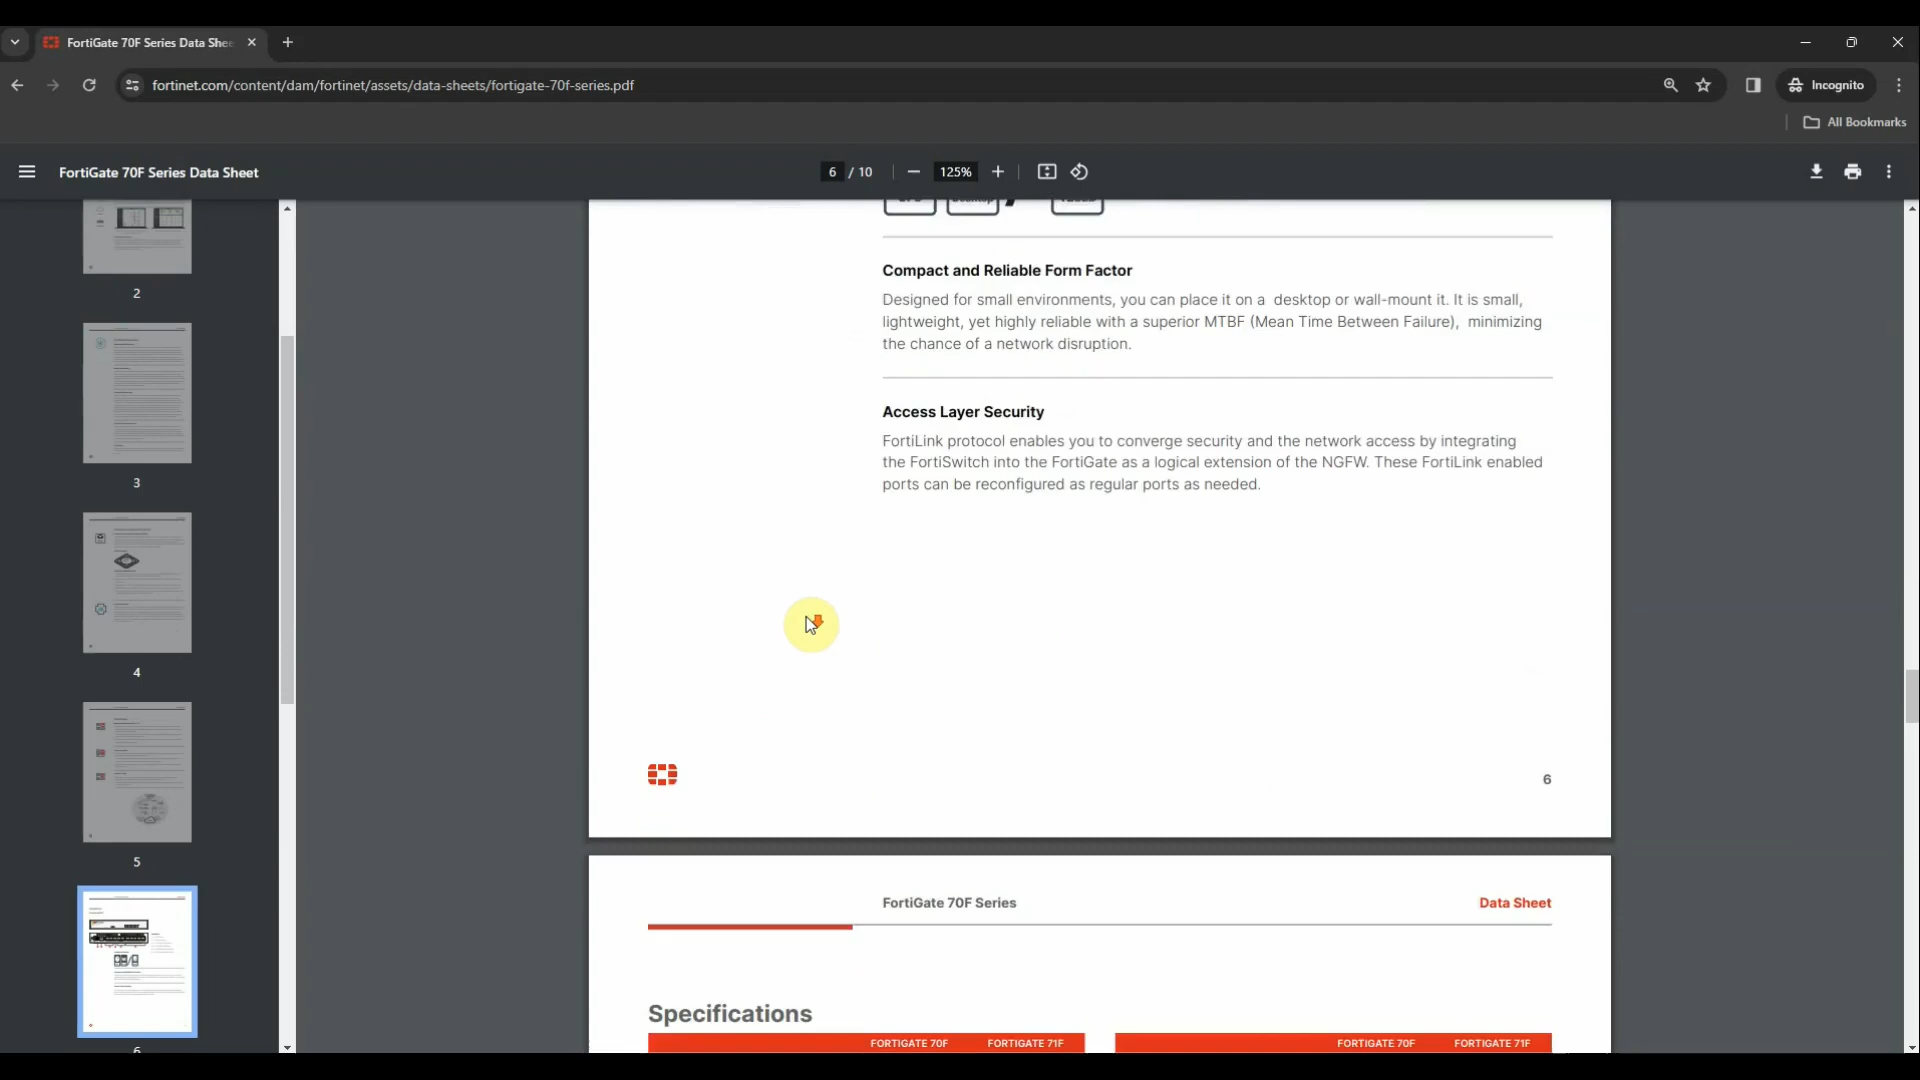 FortiGate 70F Series Data Shee
fortinet.com/content/dam/fortinet/assets/data-sheets/fortigate-70f-series.pdf
Incognito
All Bookmarks
FortiGate 70F Series Data Sheet
6 / 10
125%
2
3
4
5
6
Compact and Reliable Form Factor
Designed for small environments, you can place it on a desktop or wall-mount it. It is small,
lightweight, yet highly reliable with a superior MTBF (Mean Time Between Failure), minimizing
the chance of a network disruption.
Access Layer Security
FortiLink protocol enables you to converge security and the network access by integrating
the FortiSwitch into the FortiGate as a logical extension of the NGFW. These FortiLink enabled
ports can be reconfigured as regular ports as needed.
6
FortiGate 70F Series
Data Sheet
Specifications
FORTIGATE 70F FORTIGATE 71F FORTIGATE 70F FORTIGATE 71F